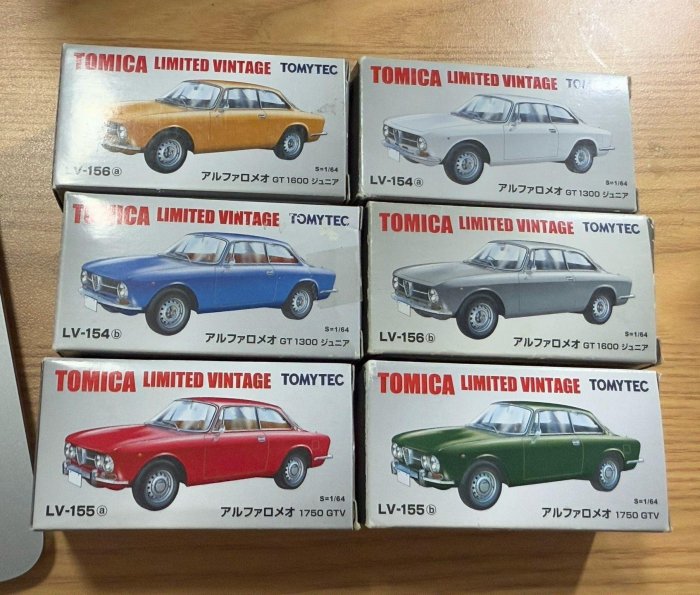 TOMICA LIMITED VINTAGE TOMYTEC
S=1/64
LV-156ⓐ アルファロメオ GT 1600 ジュニア
TOMICA LIMITED VINTAGE
S=1/64
LV-154ⓐ アルファロメオ GT 1300 ジュニア
TOMICA LIMITED VINTAGE TOMYTEC
S=1/64
LV-154ⓑ アルファロメオ GT 1300 ジュニア
TOMICA LIMITED VINTAGE TOMYTEC
S=1/64
LV-156ⓑ アルファロメオ GT 1600 ジュニア
TOMICA LIMITED VINTAGE TOMYTEC
S=1/64
LV-155ⓐ アルファロメオ 1750 GTV
TOMICA LIMITED VINTAGE TOMYTEC
S=1/64
LV-155ⓑ アルファロメオ 1750 GTV